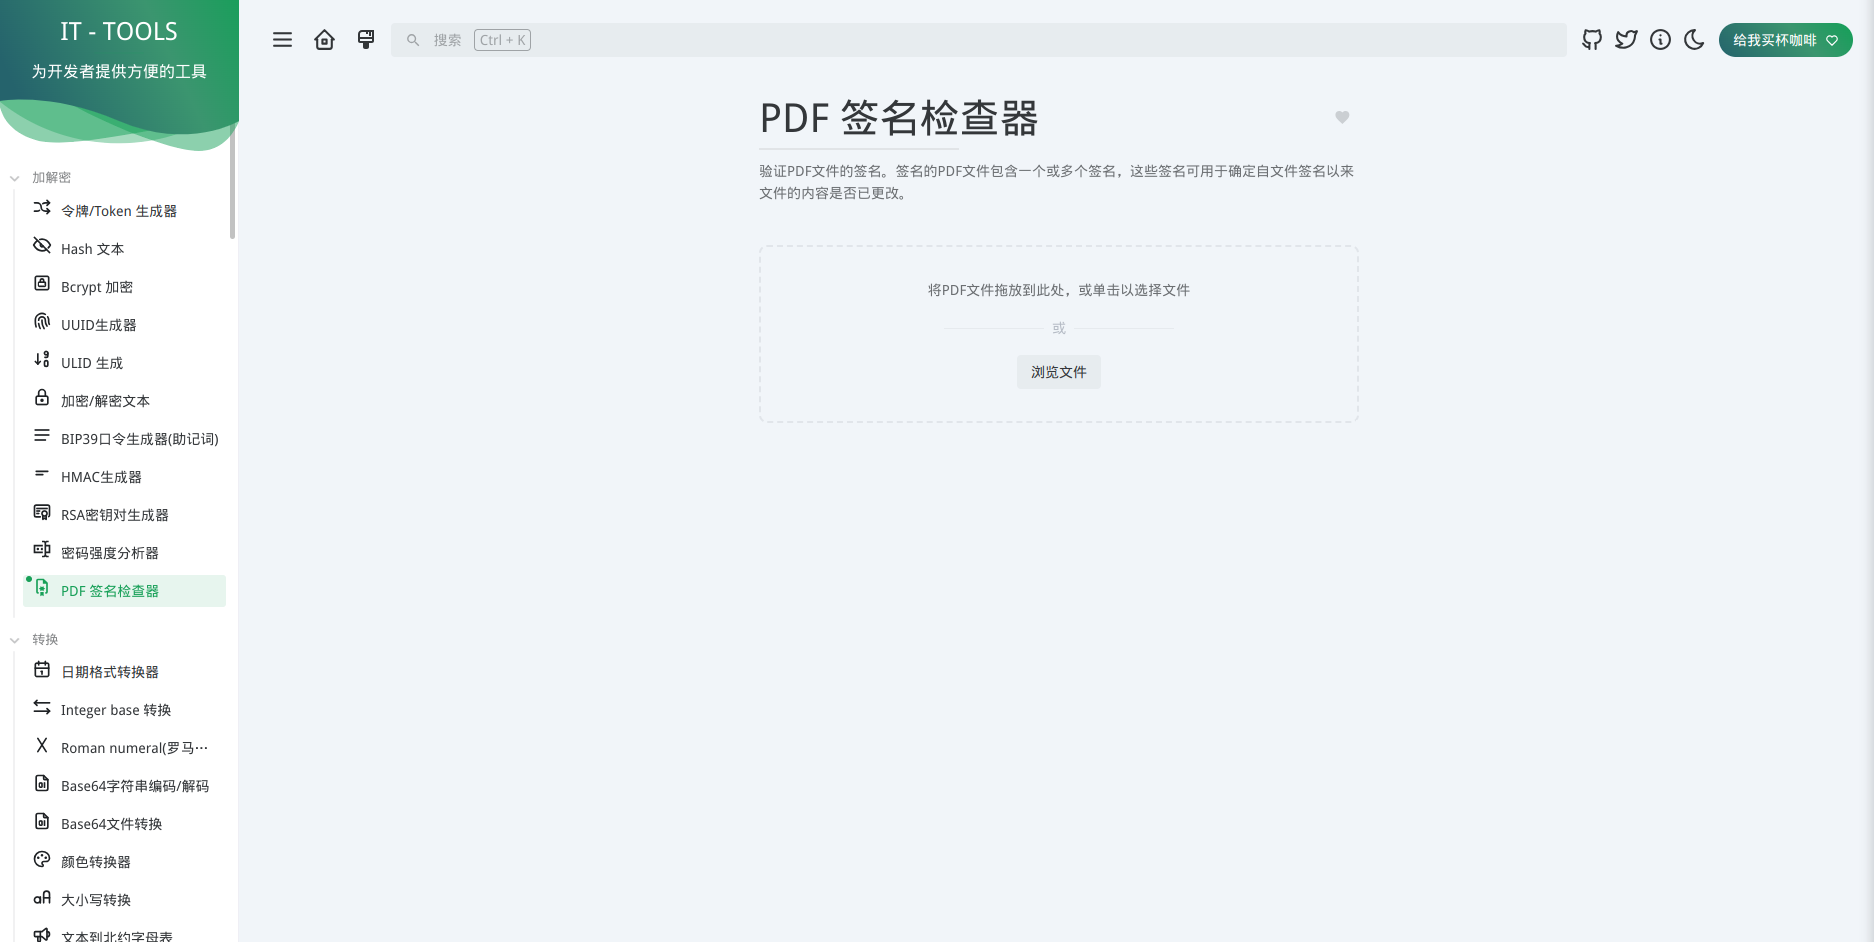 IT - TOOLS
为开发者提供方便的工具
加解密
令牌/Token 生成器
Hash 文本
Bcrypt 加密
UUID生成器
ULID 生成
加密/解密文本
BIP39口令生成器(助记词)
HMAC生成器
RSA密钥对生成器
密码强度分析器
PDF 签名检查器
转换
日期格式转换器
Integer base 转换
Roman numeral(罗马···
Base64字符串编码/解码
Base64文件转换
颜色转换器
大小写转换
文本到北约字母表
搜索 Ctrl + K
给我买杯咖啡
PDF 签名检查器
验证PDF文件的签名。签名的PDF文件包含一个或多个签名，这些签名可用于确定自文件签名以来
文件的内容是否已更改。
将PDF文件拖放到此处，或单击以选择文件
或
浏览文件